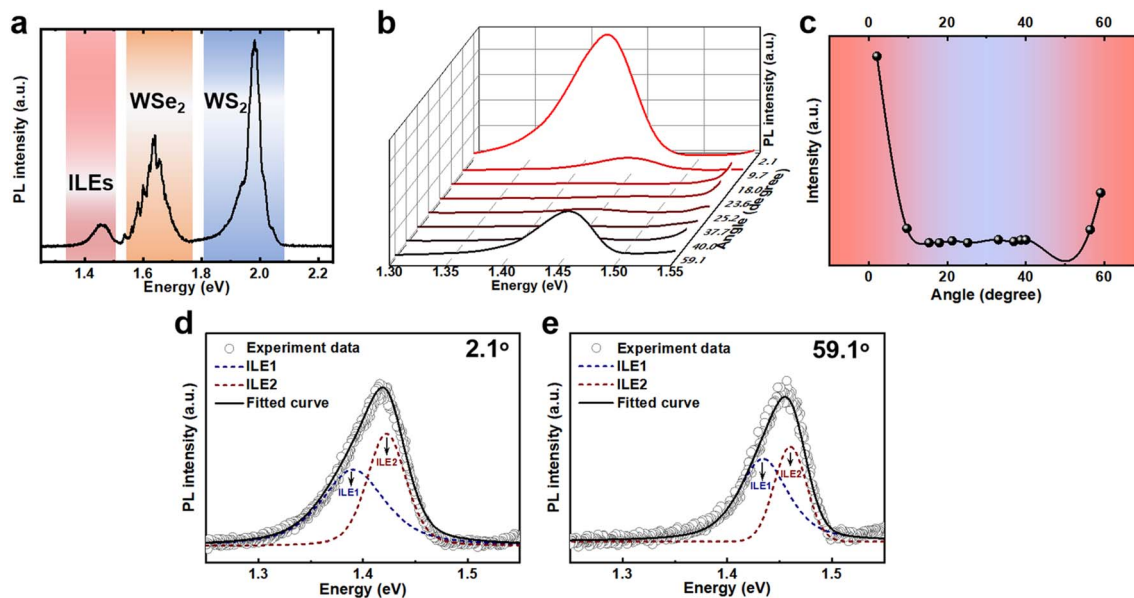 a
PL intensity (a.u.)
ILEs
WSe₂
WS₂
1.4 1.6 1.8 2.0 2.2
Energy (eV)
b
PL intensity (a.u.)
2.1
9.7
18.0
23.6
25.2
37.7
40.0
59.1
Angle (degree)
1.30 1.35 1.40 1.45 1.50 1.55
Energy (eV)
c
0 20 40 60
Intensity (a.u.)
0 20 40 60
Angle (degree)
d
Experiment data
ILE1
ILE2
Fitted curve
2.1°
ILE2
ILE1
PL intensity (a.u.)
1.3 1.4 1.5
Energy (eV)
e
Experiment data
ILE1
ILE2
Fitted curve
59.1°
ILE1
ILE2
PL intensity (a.u.)
1.3 1.4 1.5
Energy (eV)